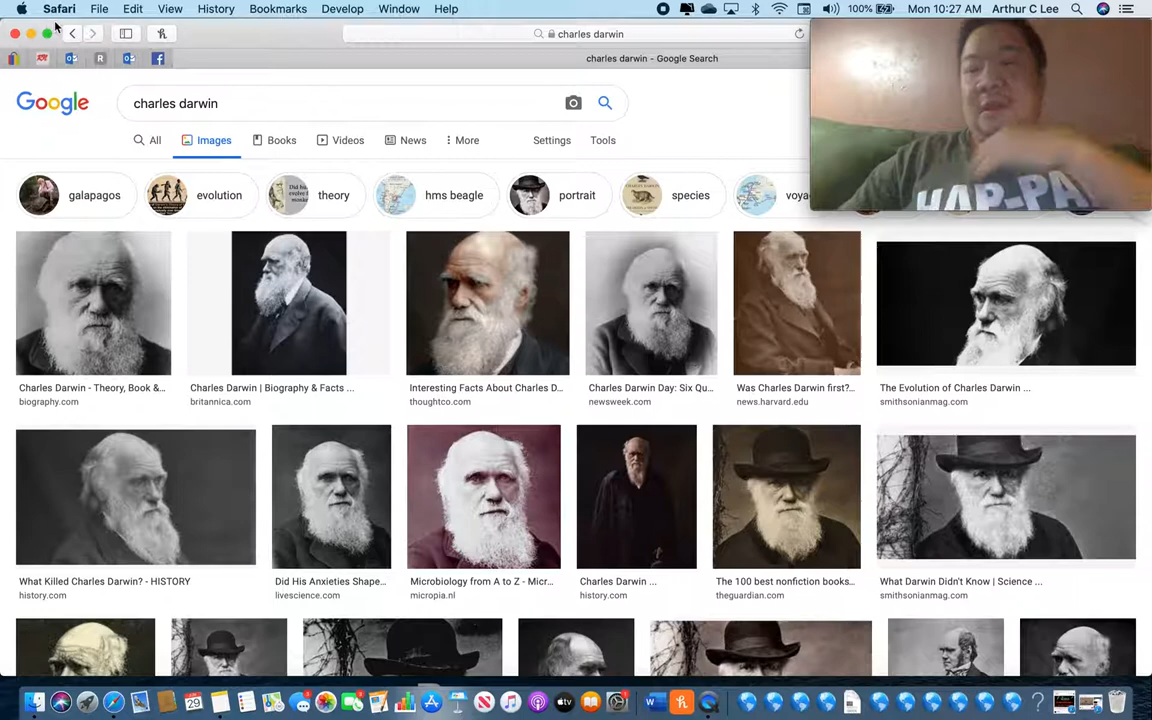 Safari File Edit View History Bookmarks Develop Window Help 100% Mon 10:27 AM Arthur C Lee
charles darwin
charles darwin - Google Search
Google
charles darwin
All Images Books Videos News More Settings Tools
galapagos evolution theory hms beagle portrait species
HAP-PA
Charles Darwin - Theory, Book &...
biography.com
Charles Darwin | Biography & Facts ...
britannica.com
Interesting Facts About Charles D...
thoughtco.com
Charles Darwin Day: Six Qu...
newsweek.com
Was Charles Darwin first?...
news.harvard.edu
The Evolution of Charles Darwin ...
smithsonianmag.com
What Killed Charles Darwin? - HISTORY
history.com
Did His Anxieties Shape...
livescience.com
Microbiology from A to Z - Micr...
micropia.nl
Charles Darwin ...
history.com
The 100 best nonfiction books...
theguardian.com
What Darwin Didn't Know | Science ...
smithsonianmag.com